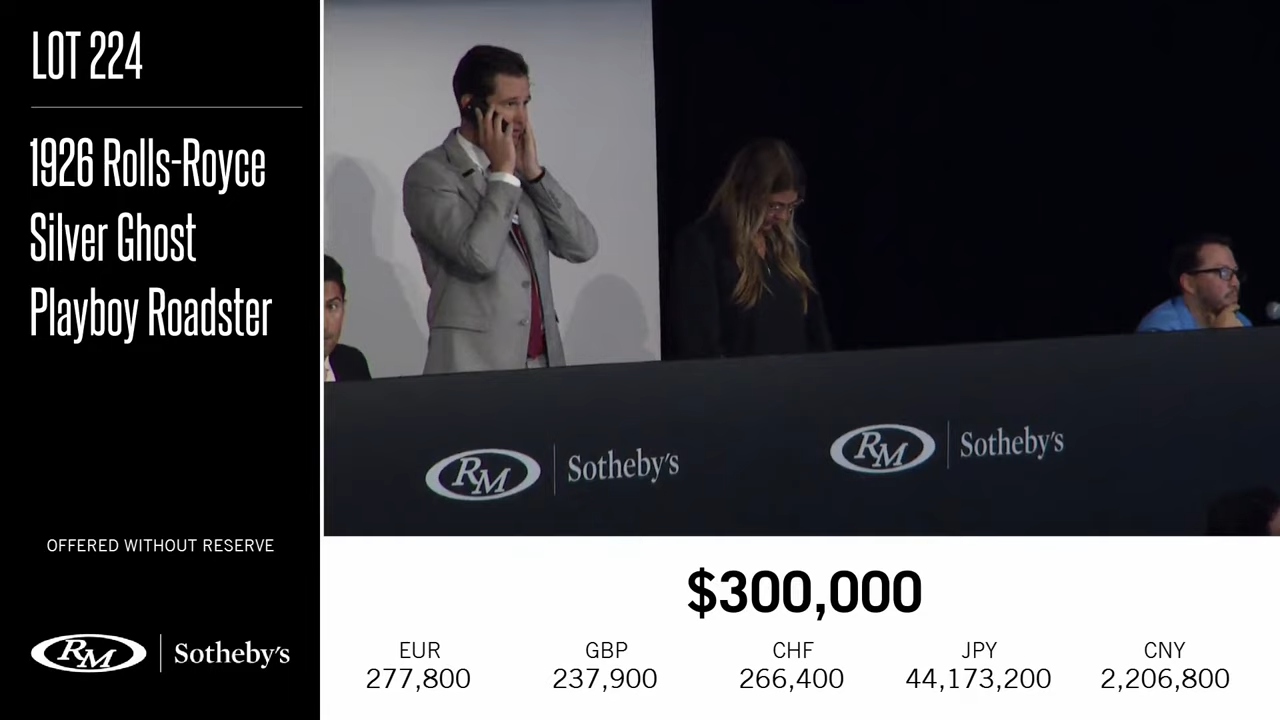 LOT 224
1926 Rolls-Royce
Silver Ghost
Playboy Roadster
OFFERED WITHOUT RESERVE
RM | Sotheby's
RM | Sotheby's
RM | Sotheby's
$300,000
EUR GBP CHF JPY CNY
277,800 237,900 266,400 44,173,200 2,206,800